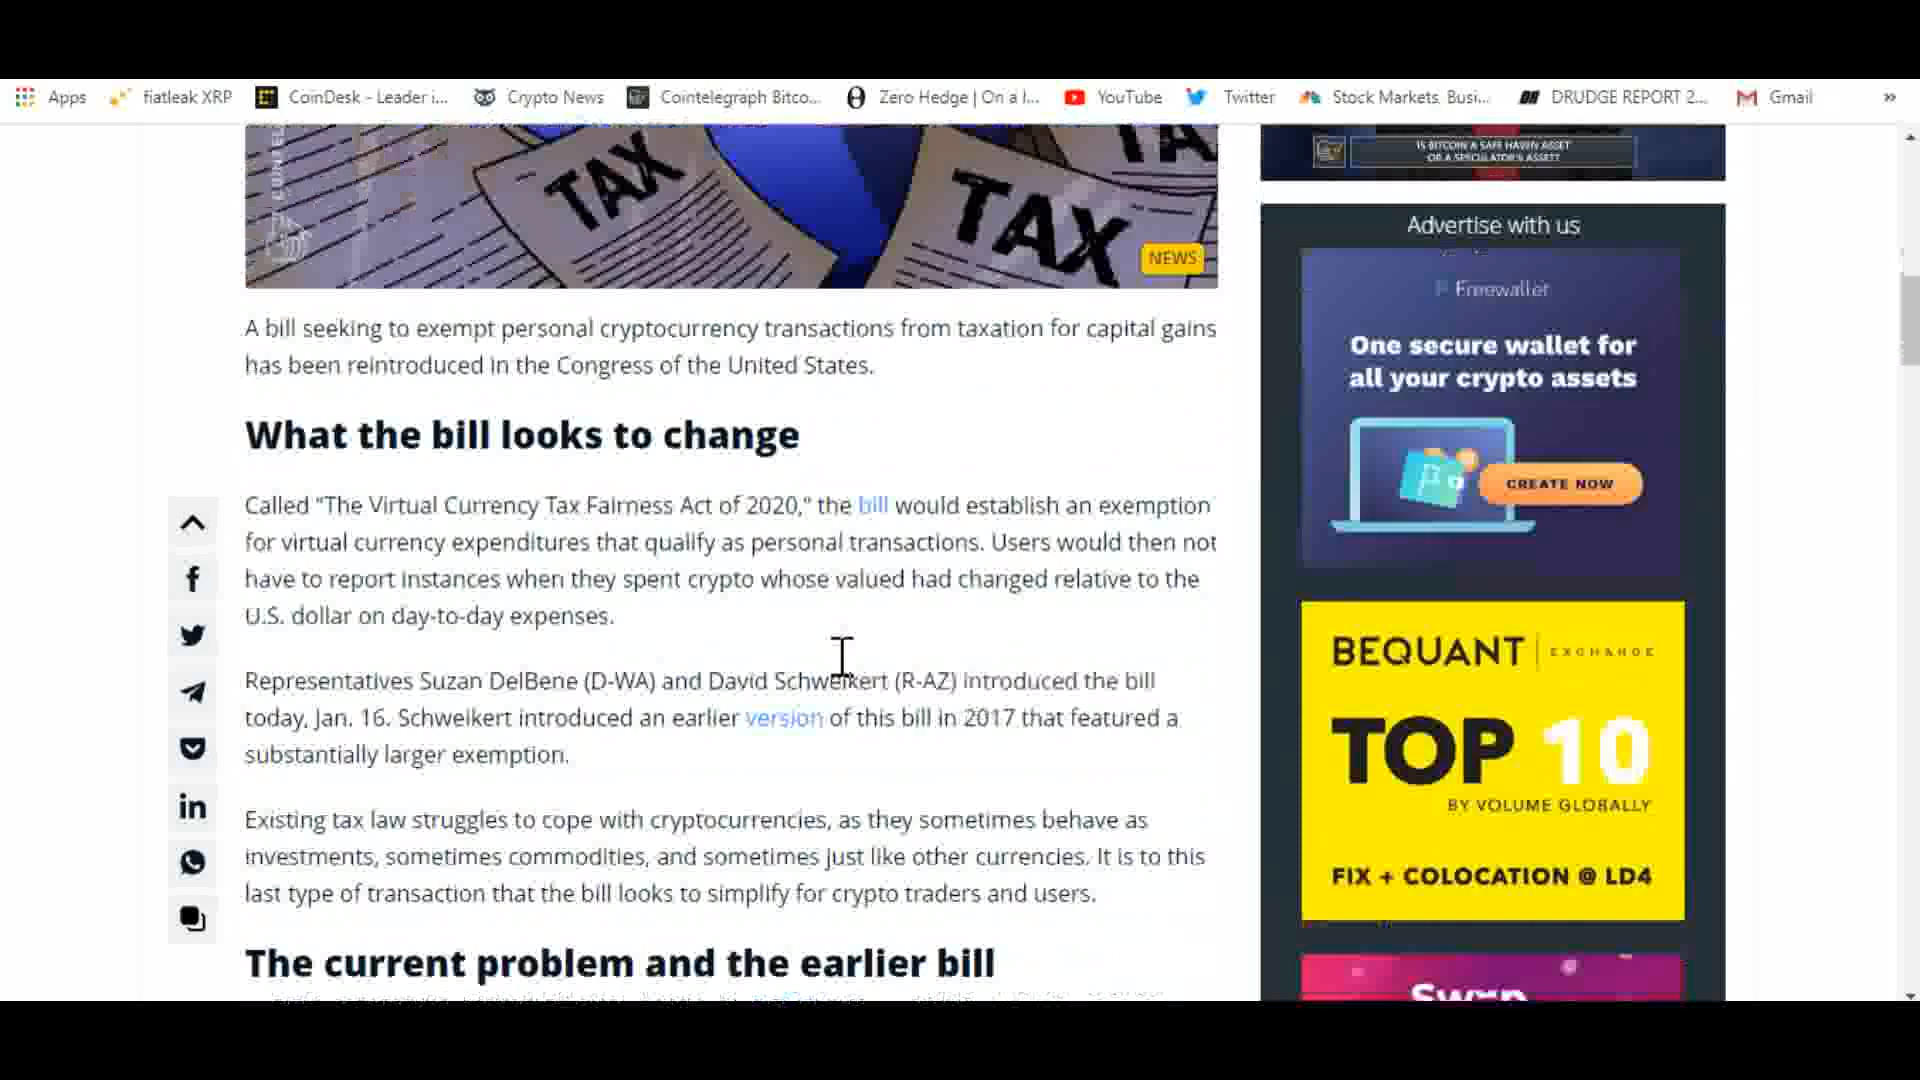 Apps fiatleak XRP CoinDesk - Leader i... Crypto News Cointelegraph Bitco... Zero Hedge | On a l... YouTube Twitter Stock Markets, Busi... DRUDGE REPORT 2... Gmail »
TAX
TAX
TA
NEWS
A bill seeking to exempt personal cryptocurrency transactions from taxation for capital gains
has been reintroduced in the Congress of the United States.
What the bill looks to change
Called "The Virtual Currency Tax Fairness Act of 2020," the bill would establish an exemption
for virtual currency expenditures that qualify as personal transactions. Users would then not
have to report instances when they spent crypto whose valued had changed relative to the
U.S. dollar on day-to-day expenses.
Representatives Suzan DelBene (D-WA) and David Schweikert (R-AZ) introduced the bill
today, Jan. 16. Schweikert introduced an earlier version of this bill in 2017 that featured a
substantially larger exemption.
Existing tax law struggles to cope with cryptocurrencies, as they sometimes behave as
investments, sometimes commodities, and sometimes just like other currencies. It is to this
last type of transaction that the bill looks to simplify for crypto traders and users.
The current problem and the earlier bill
IS BITCOIN A SAFE HAVEN ASSET
OR A SPECULATOR'S ASSET?
Advertise with us
Freewallet
One secure wallet for
all your crypto assets
CREATE NOW
BEQUANT | EXCHANGE
TOP 10
BY VOLUME GLOBALLY
FIX + COLOCATION @ LD4
Swap